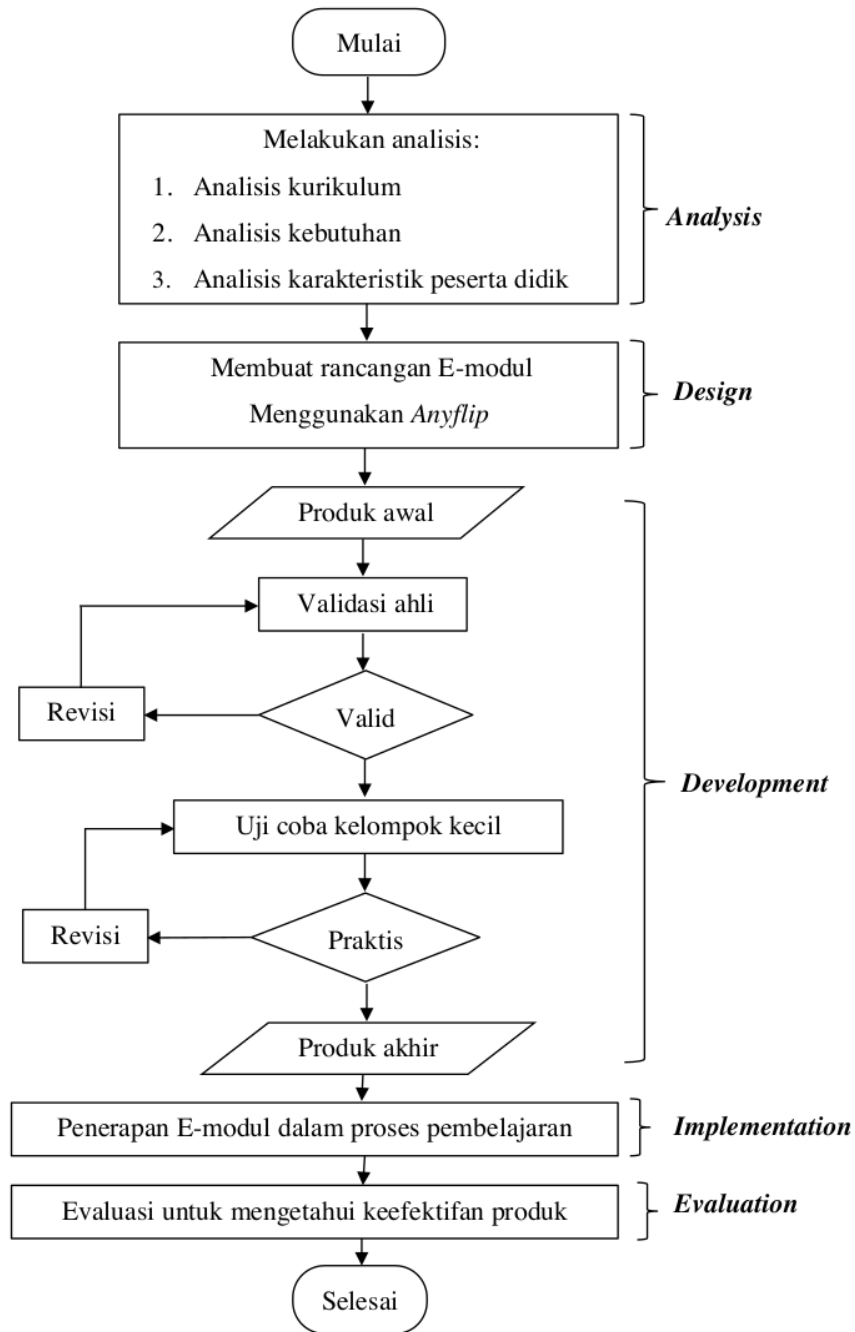 Mulai
Melakukan analisis:
1. Analisis kurikulum
2. Analisis kebutuhan
3. Analisis karakteristik peserta didik
Analysis
Membuat rancangan E-modul
Menggunakan Anyflip
Design
Produk awal
Validasi ahli
Revisi
Valid
Development
Uji coba kelompok kecil
Revisi
Praktis
Produk akhir
Penerapan E-modul dalam proses pembelajaran
Implementation
Evaluasi untuk mengetahui keefektifan produk
Evaluation
Selesai